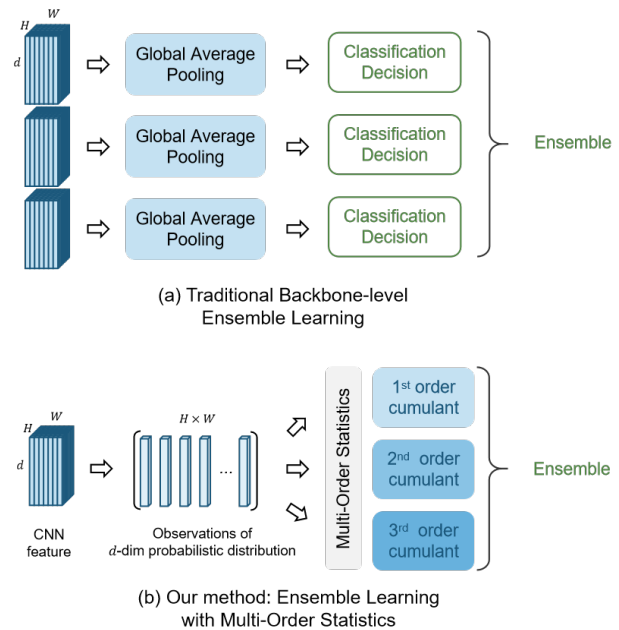 W
H
d
Global Average
Pooling
Classification
Decision
Global Average
Pooling
Classification
Decision
Ensemble
Global Average
Pooling
Classification
Decision
(a) Traditional Backbone-level
Ensemble Learning
W
H
d
CNN
feature
H × W
...
Observations of
d-dim probabilistic distribution
Multi-Order Statistics
1st order
cumulant
2nd order
cumulant
3rd order
cumulant
Ensemble
(b) Our method: Ensemble Learning
with Multi-Order Statistics